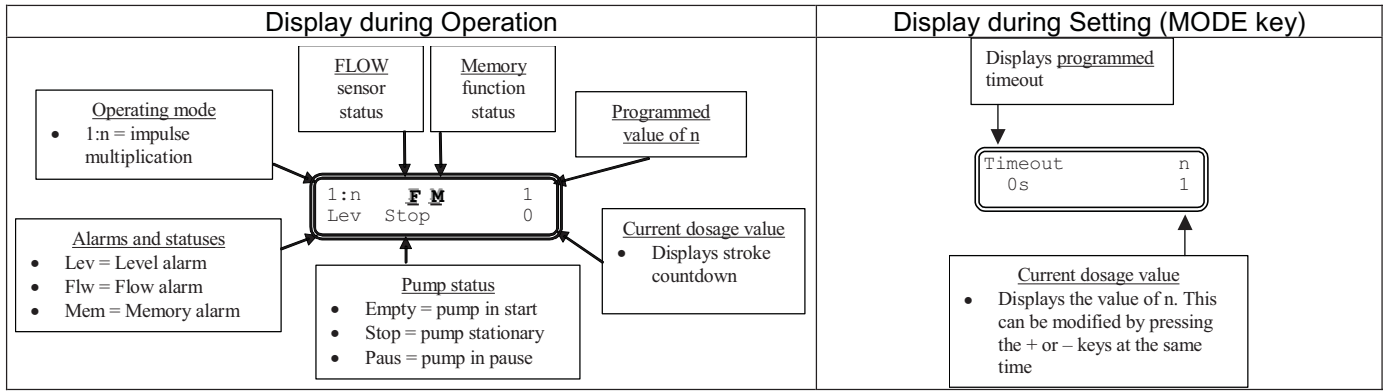 Display during Operation
Display during Setting (MODE key)
FLOW
sensor
status
Memory
function
status
Operating mode
• 1:n = impulse
multiplication
Programmed
value of n
1:n F M 1
Lev Stop 0
Alarms and statuses
• Lev = Level alarm
• Flw = Flow alarm
• Mem = Memory alarm
Pump status
• Empty = pump in start
• Stop = pump stationary
• Paus = pump in pause
Current dosage value
• Displays stroke
countdown
Displays programmed
timeout
Timeout n
0s 1
Current dosage value
• Displays the value of n. This
can be modified by pressing
the + or – keys at the same
time